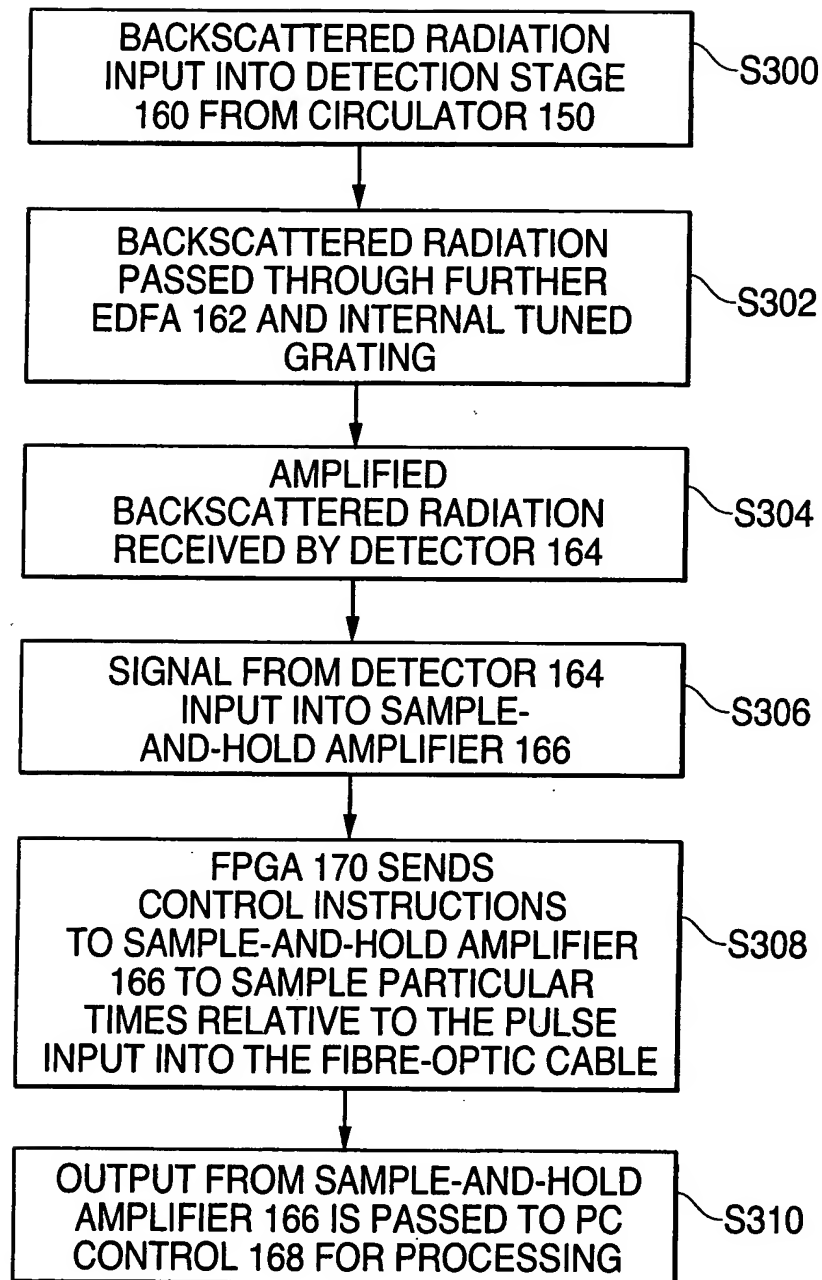 BACKSCATTERED RADIATION
INPUT INTO DETECTION STAGE
160 FROM CIRCULATOR 150
S300
BACKSCATTERED RADIATION
PASSED THROUGH FURTHER
EDFA 162 AND INTERNAL TUNED
GRATING
S302
AMPLIFIED
BACKSCATTERED RADIATION
RECEIVED BY DETECTOR 164
S304
SIGNAL FROM DETECTOR 164
INPUT INTO SAMPLE-
AND-HOLD AMPLIFIER 166
S306
FPGA 170 SENDS
CONTROL INSTRUCTIONS
TO SAMPLE-AND-HOLD AMPLIFIER
166 TO SAMPLE PARTICULAR
TIMES RELATIVE TO THE PULSE
INPUT INTO THE FIBRE-OPTIC CABLE
S308
OUTPUT FROM SAMPLE-AND-HOLD
AMPLIFIER 166 IS PASSED TO PC
CONTROL 168 FOR PROCESSING
S310